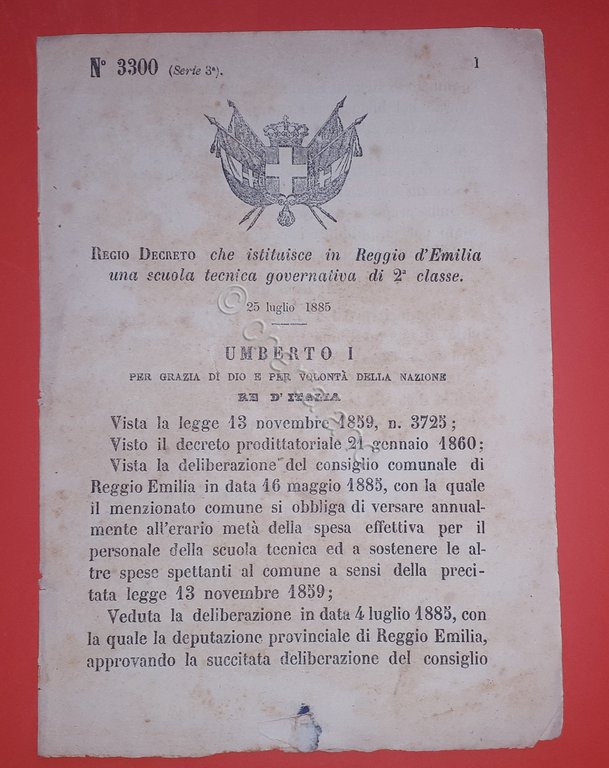 N° 3300 (Serie 3ª). 1
REGIO DECRETO che istituisce in Reggio d'Emilia
una scuola tecnica governativa di 2ª classe.
25 luglio 1885
UMBERTO I
PER GRAZIA DI DIO E PER VOLONTÀ DELLA NAZIONE
RE D'ITALIA
Vista la legge 13 novembre 1859, n. 3725;
Visto il decreto prodittatoriale 21 gennaio 1860;
Vista la deliberazione del consiglio comunale di
Reggio Emilia in data 16 maggio 1885, con la quale
il menzionato comune si obbliga di versare annual-
mente all'erario metà della spesa effettiva per il
personale della scuola tecnica ed a sostenere le al-
tre spese spettanti al comune a sensi della preci-
tata legge 13 novembre 1859;
Veduta la deliberazione in data 4 luglio 1885, con
la quale la deputazione provinciale di Reggio Emilia,
approvando la succitata deliberazione del consiglio